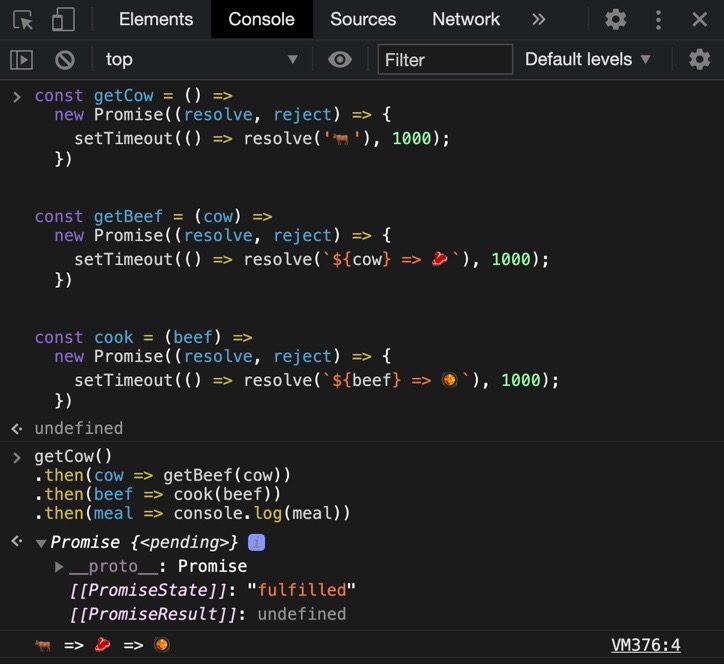 Elements Console Sources Network »
top Filter Default levels
const getCow = () =>
  new Promise((resolve, reject) => {
    setTimeout(() => resolve('🐂'), 1000);
  })
const getBeef = (cow) =>
  new Promise((resolve, reject) => {
    setTimeout(() => resolve(`${cow} => 🥩`), 1000);
  })
const cook = (beef) =>
  new Promise((resolve, reject) => {
    setTimeout(() => resolve(`${beef} => 🥘`), 1000);
  })
undefined
getCow()
.then(cow => getBeef(cow))
.then(beef => cook(beef))
.then(meal => console.log(meal))
Promise {<pending>} i
__proto__: Promise
[[PromiseState]]: "fulfilled"
[[PromiseResult]]: undefined
🐂 => 🥩 => 🥘 VM376:4